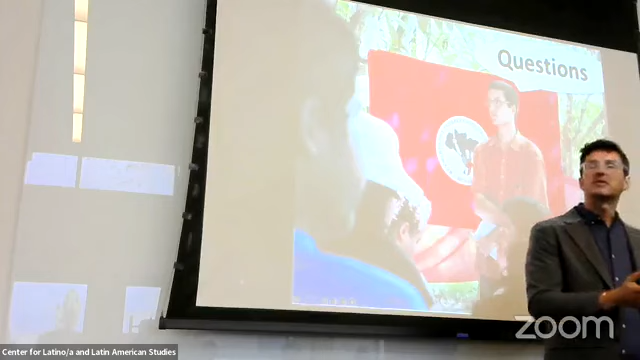 Questions
zoom
Center for Latino/a and Latin American Studies